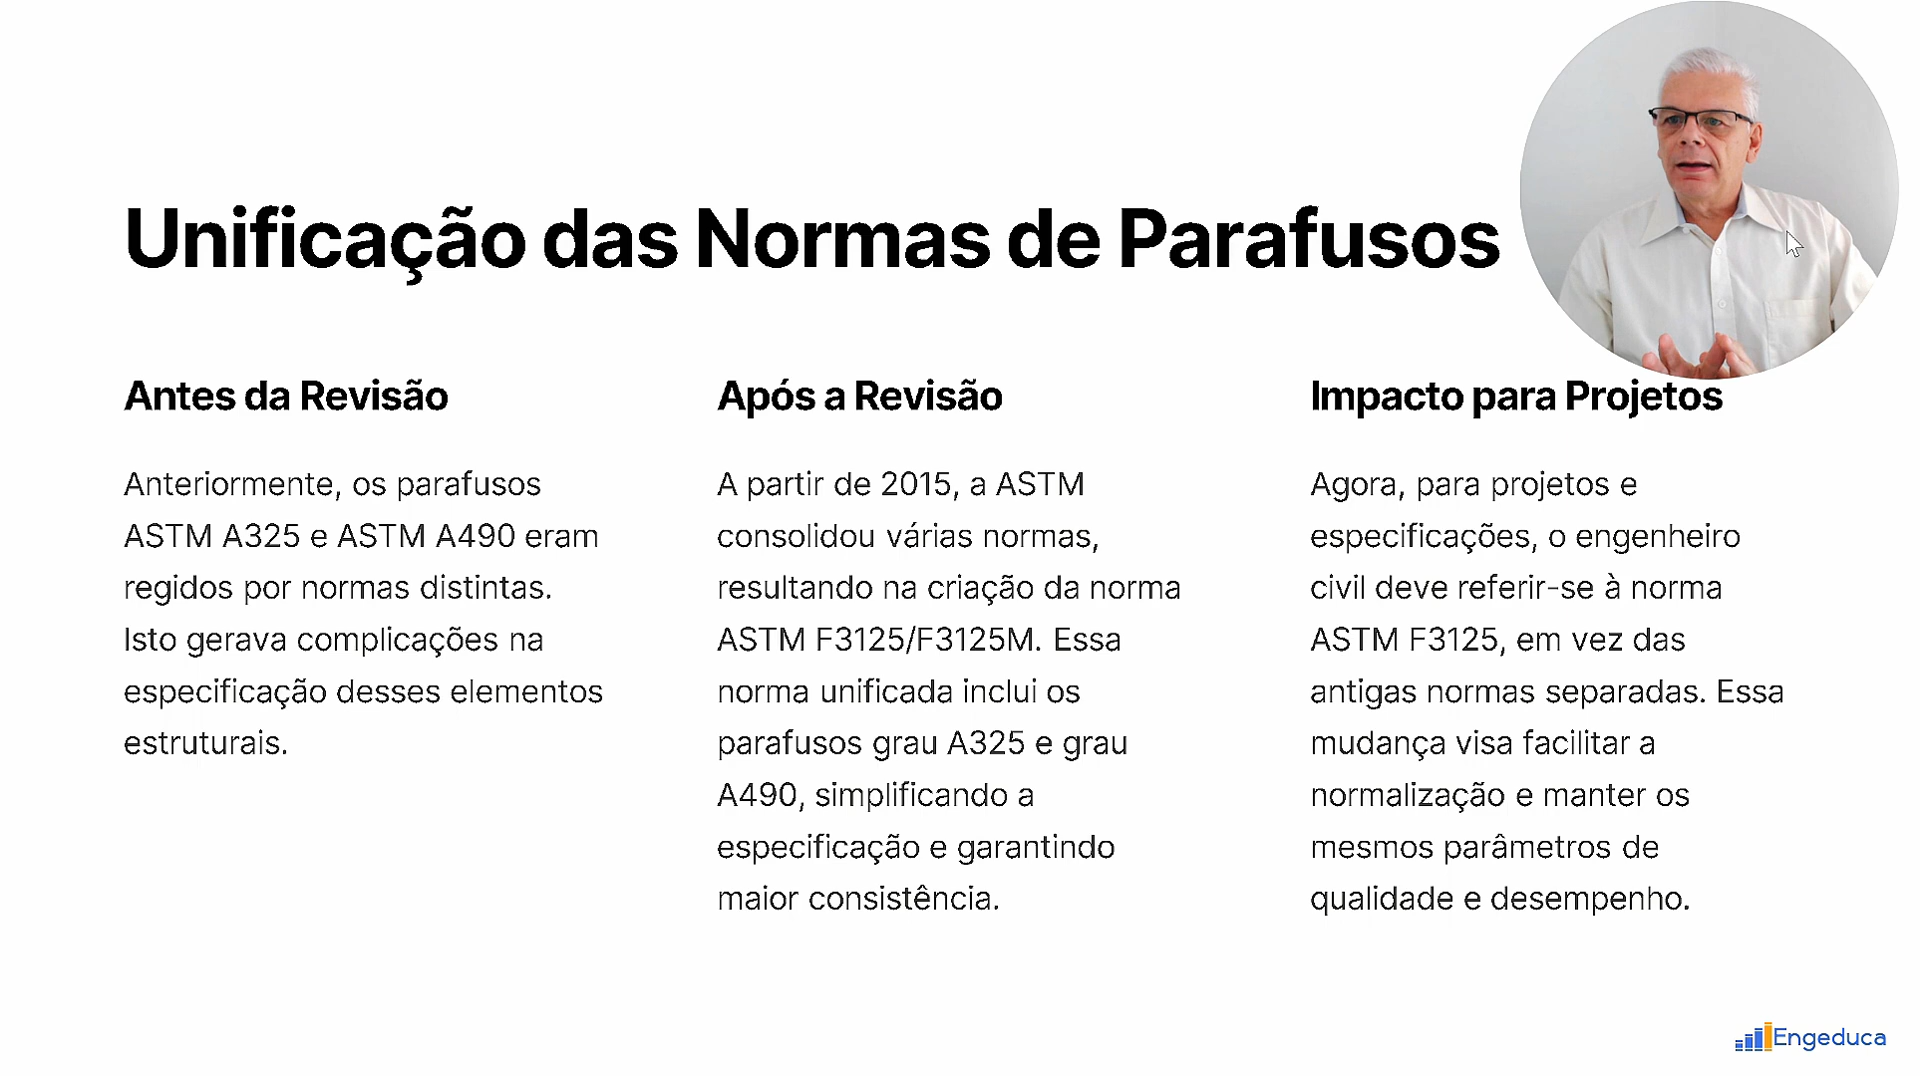 Unificação das Normas de Parafusos
Antes da Revisão
Anteriormente, os parafusos
ASTM A325 e ASTM A490 eram
regidos por normas distintas.
Isto gerava complicações na
especificação desses elementos
estruturais.
Após a Revisão
A partir de 2015, a ASTM
consolidou várias normas,
resultando na criação da norma
ASTM F3125/F3125M. Essa
norma unificada inclui os
parafusos grau A325 e grau
A490, simplificando a
especificação e garantindo
maior consistência.
Impacto para Projetos
Agora, para projetos e
especificações, o engenheiro
civil deve referir-se à norma
ASTM F3125, em vez das
antigas normas separadas. Essa
mudança visa facilitar a
normalização e manter os
mesmos parâmetros de
qualidade e desempenho.
Engeduca